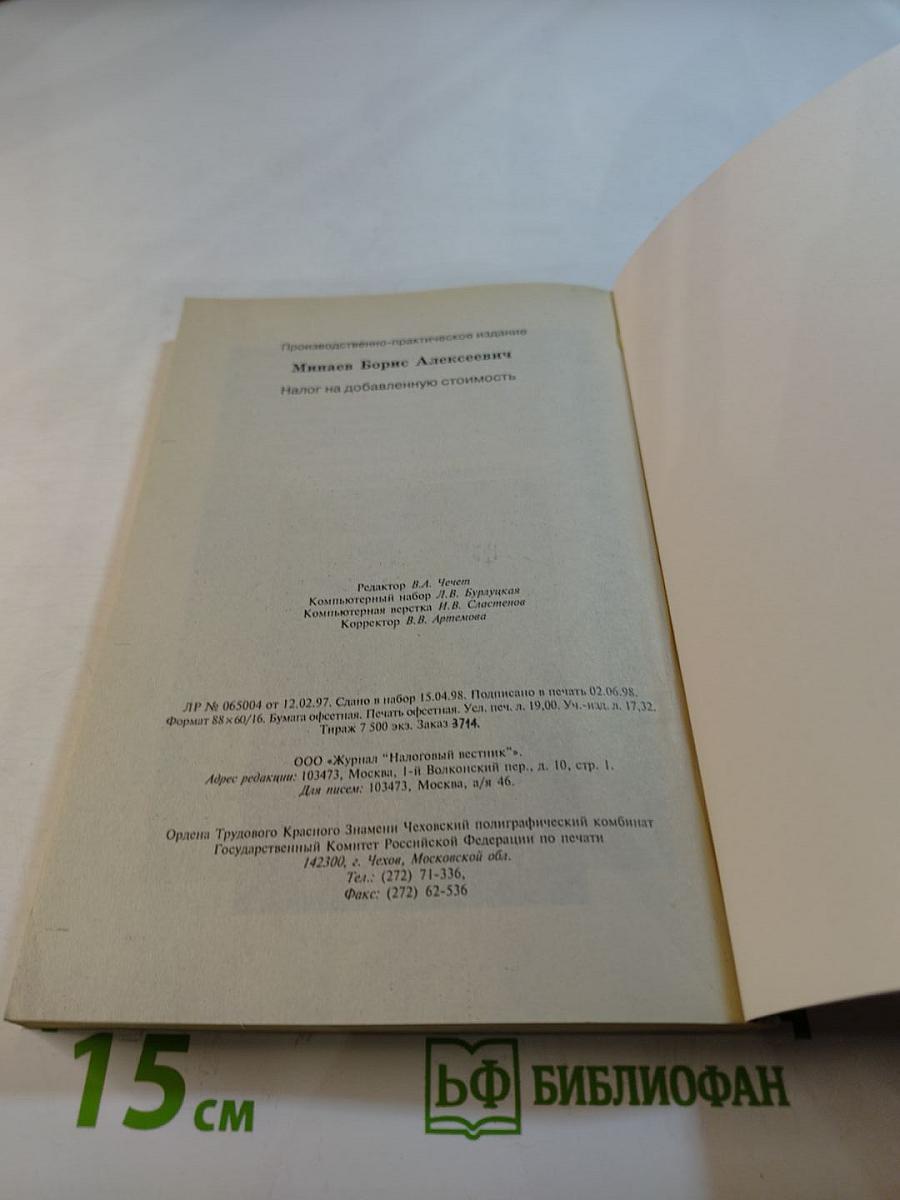 Производственно-практическое издание
Минаев Борис Алексеевич
Налог на добавленную стоимость
Редактор В.А. Чечет
Компьютерный набор Л.В. Бурлуцкая
Компьютерная верстка И.В. Сластенов
Корректор В.В. Артемова
ЛР № 065004 от 12.02.97. Сдано в набор 15.04.98. Подписано в печать 02.06.98.
Формат 88×60/16. Бумага офсетная. Печать офсетная. Усл. печ. л. 19,00. Уч.-изд. л. 17,32.
Тираж 7 500 экз. Заказ 3714.
ООО «Журнал “Налоговый вестник”».
Адрес редакции: 103473, Москва, 1-й Волконский пер., д. 10, стр. 1.
Для писем: 103473, Москва, а/я 46.
Ордена Трудового Красного Знамени Чеховский полиграфический комбинат
Государственный Комитет Российской Федерации по печати
142300, г. Чехов, Московской обл.
Тел.: (272) 71-336,
Факс: (272) 62-536
15 см
БФ БИБЛИОФАН